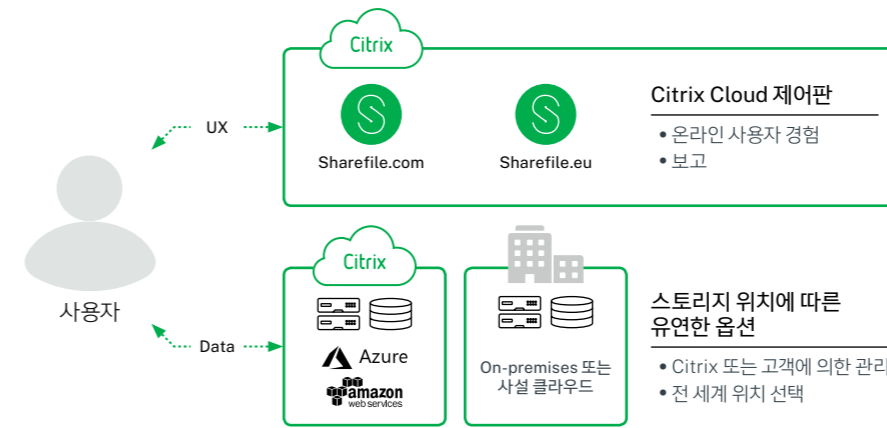 Citrix
Citrix Cloud 제어판
UX
• 온라인 사용자 경험
• 보고
Sharefile.com
Sharefile.eu
Citrix
사용자
스토리지 위치에 따른
유연한 옵션
Data
Azure
amazon
web services
On-premises 또는
사설 클라우드
• Citrix 또는 고객에 의한 관리
• 전 세계 위치 선택